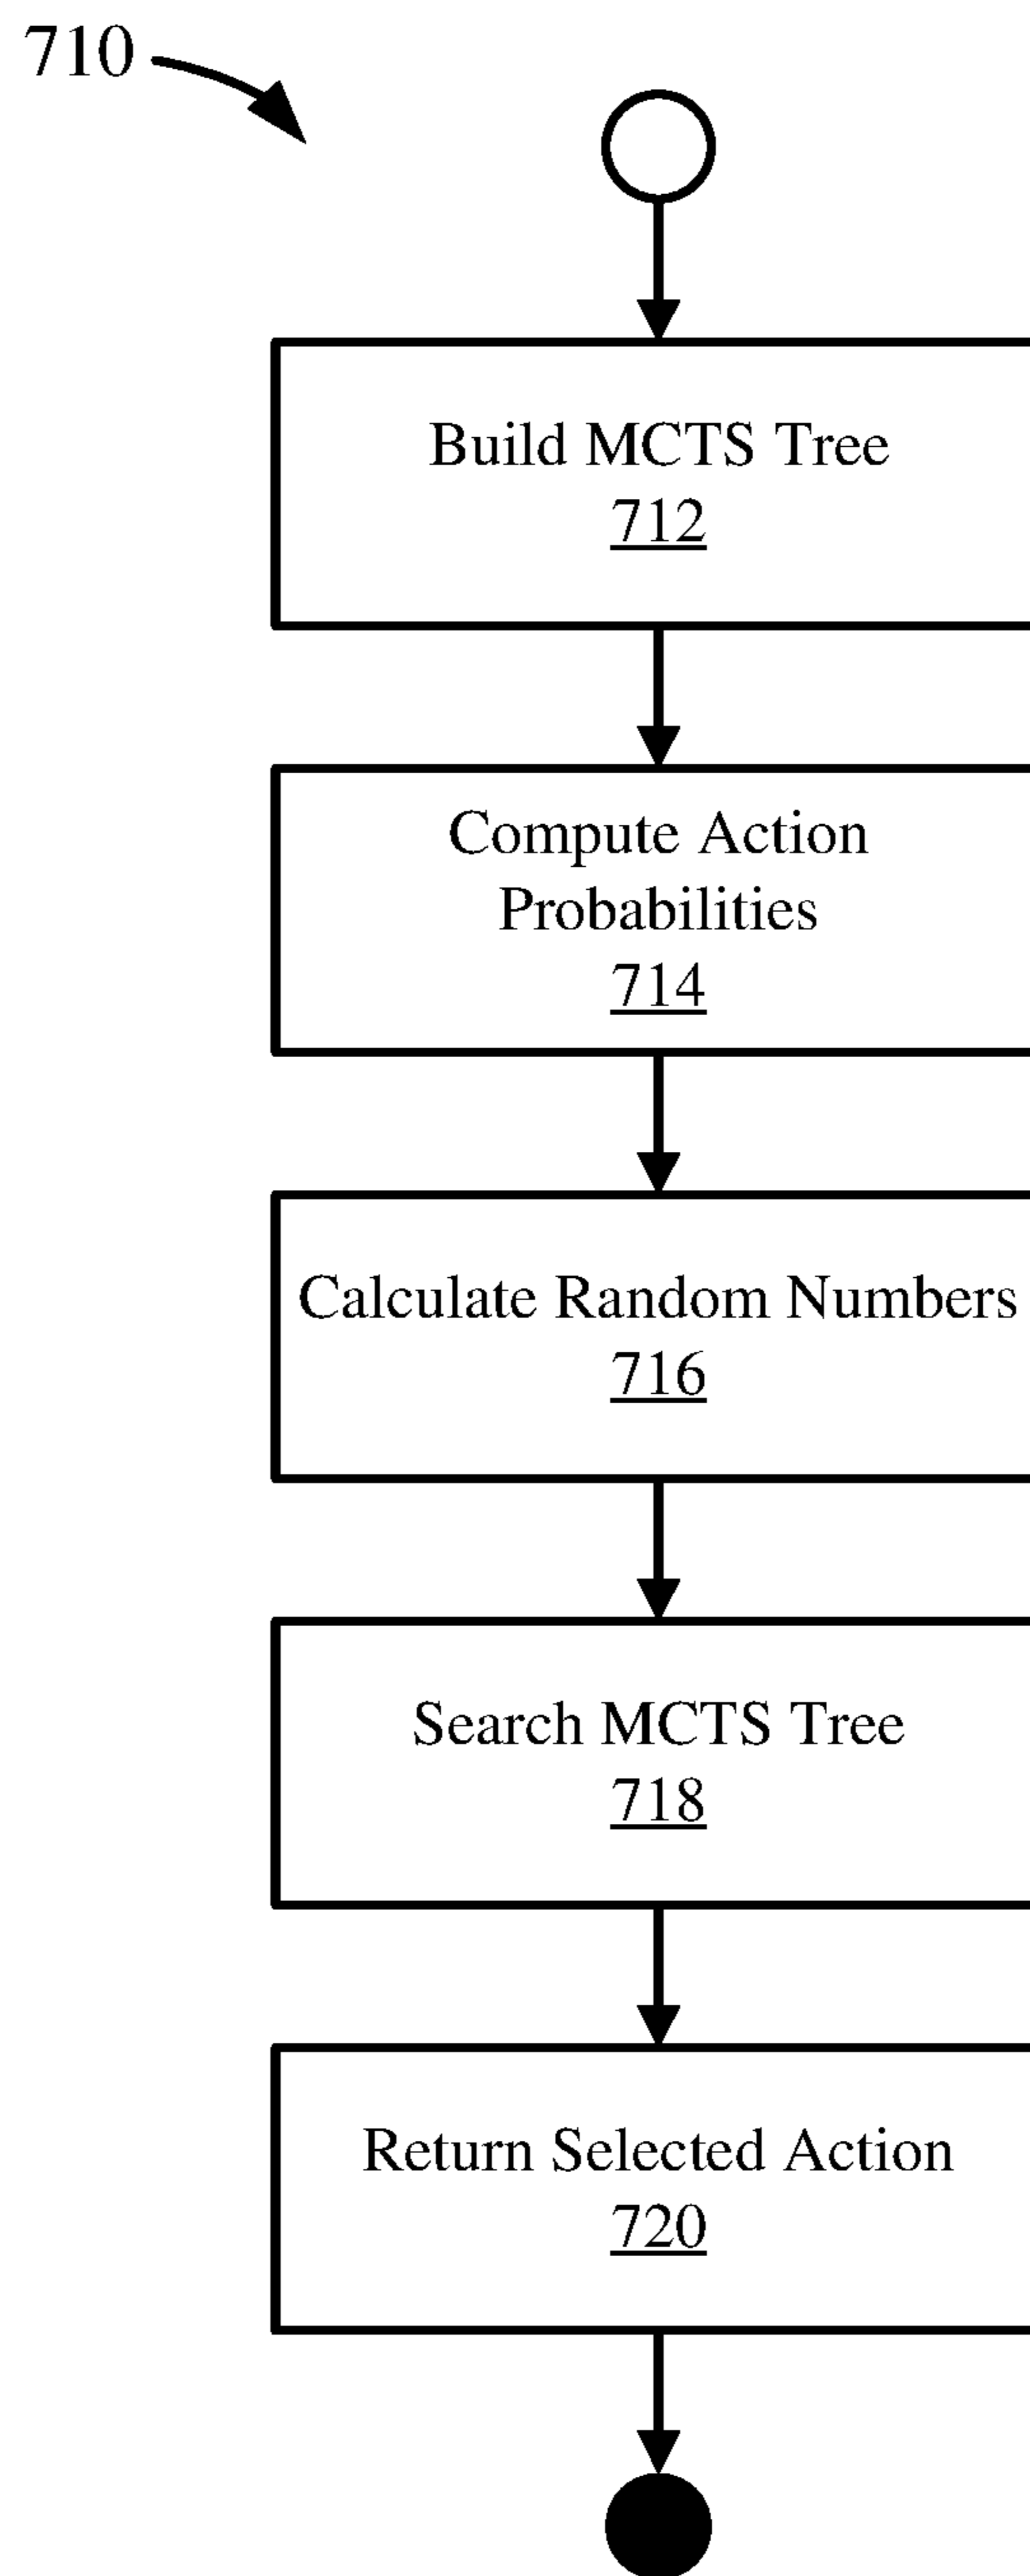 710
Build MCTS Tree
712
Compute Action
Probabilities
714
Calculate Random Numbers
716
Search MCTS Tree
718
Return Selected Action
720